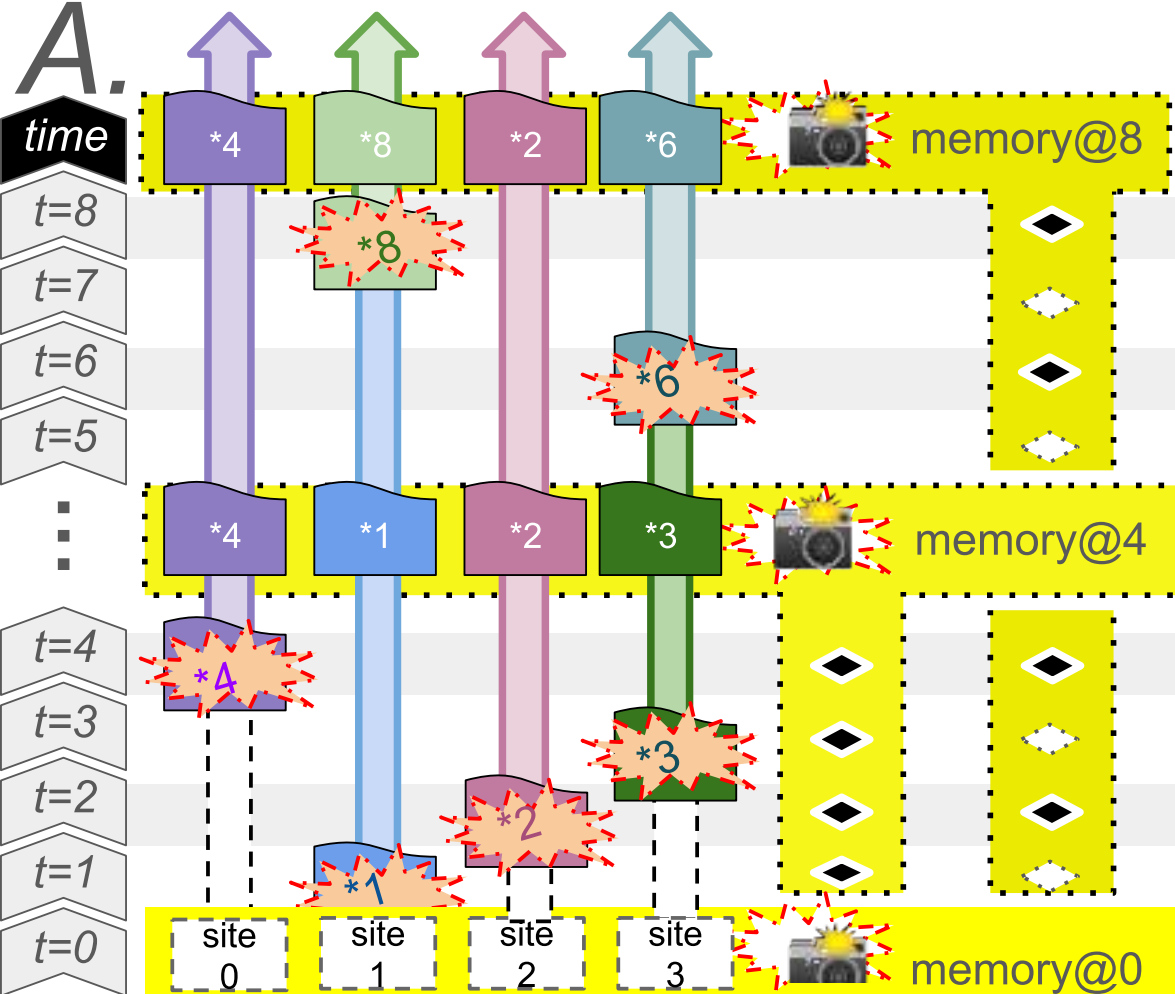 A.
time
*4 *8 *2 *6 memory@8
t=8
*8
t=7
t=6
*6
t=5
*4 *1 *2 *3 memory@4
t=4
*4
t=3
*3
t=2
*2
t=1
*1
t=0
site 0
site 1
site 2
site 3
memory@0